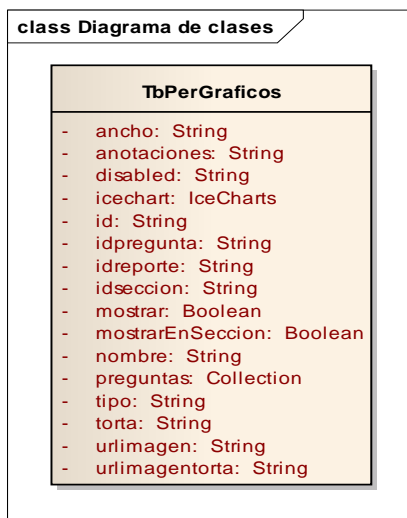 class Diagrama de clases
TbPerGraficos
- ancho: String
- anotaciones: String
- disabled: String
- icechart: IceCharts
- id: String
- idpregunta: String
- idreporte: String
- idseccion: String
- mostrar: Boolean
- mostrarEnSeccion: Boolean
- nombre: String
- preguntas: Collection
- tipo: String
- torta: String
- urlimagen: String
- urlimagentorta: String